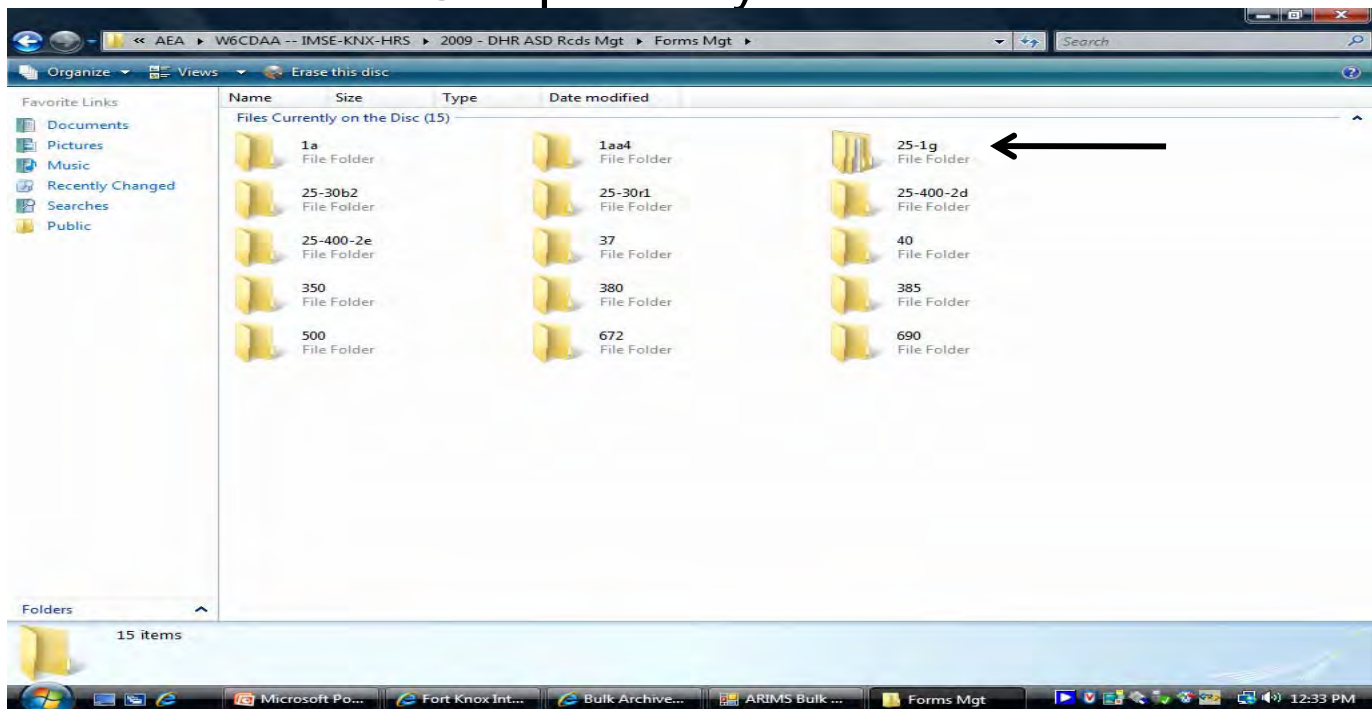 « AEA ▸ W6CDAA -- IMSE-KNX-HRS ▸ 2009 - DHR ASD Rcds Mgt ▸ Forms Mgt ▸
Search
Organize Views Erase this disc
Favorite Links
Documents
Pictures
Music
Recently Changed
Searches
Public
Name Size Type Date modified
Files Currently on the Disc (15)
1a
File Folder
1aa4
File Folder
25-1g
File Folder
25-30b2
File Folder
25-30r1
File Folder
25-400-2d
File Folder
25-400-2e
File Folder
37
File Folder
40
File Folder
350
File Folder
380
File Folder
385
File Folder
500
File Folder
672
File Folder
690
File Folder
Folders
15 items
Microsoft Po... Fort Knox Int... Bulk Archive... ARIMS Bulk ... Forms Mgt 12:33 PM